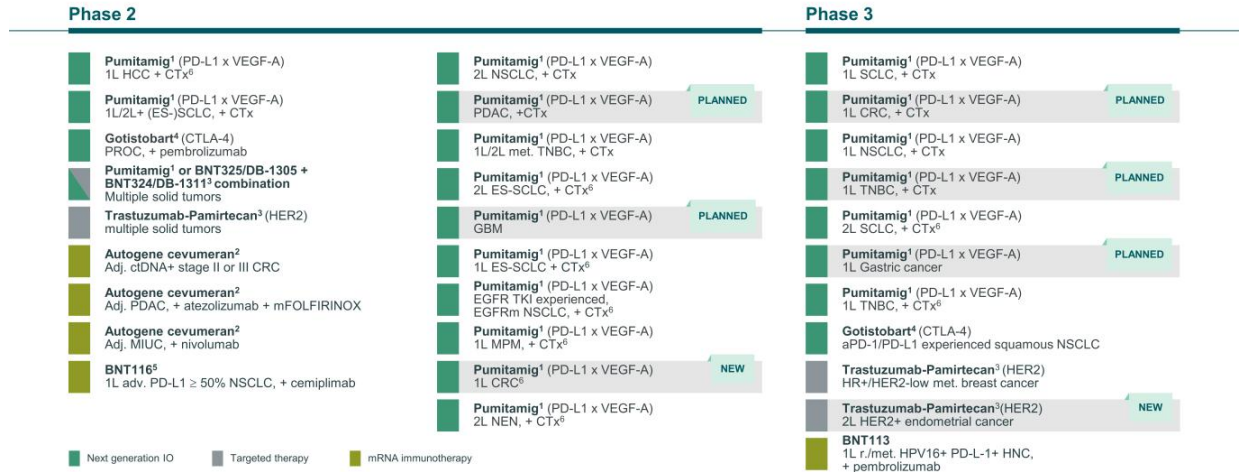 Phase 2
Pumitamig¹ (PD-L1 x VEGF-A)
1L HCC + CTx⁶
Pumitamig¹ (PD-L1 x VEGF-A)
1L/2L+ (ES-)SCLC, + CTx
Gotistobart⁴ (CTLA-4)
PROC, + pembrolizumab
Pumitamig¹ or BNT325/DB-1305 +
BNT324/DB-1311³ combination
Multiple solid tumors
Trastuzumab-Pamirtecan³ (HER2)
multiple solid tumors
Autogene cevumeran²
Adj. ctDNA+ stage II or III CRC
Autogene cevumeran²
Adj. PDAC, + atezolizumab + mFOLFIRINOX
Autogene cevumeran²
Adj. MIUC, + nivolumab
BNT116⁵
1L adv. PD-L1 ≥ 50% NSCLC, + cemiplimab
Pumitamig¹ (PD-L1 x VEGF-A)
2L NSCLC, + CTx
Pumitamig¹ (PD-L1 x VEGF-A)
PDAC, +CTx
PLANNED
Pumitamig¹ (PD-L1 x VEGF-A)
1L/2L met. TNBC, + CTx
Pumitamig¹ (PD-L1 x VEGF-A)
2L ES-SCLC, + CTx⁶
Pumitamig¹ (PD-L1 x VEGF-A)
GBM
PLANNED
Pumitamig¹ (PD-L1 x VEGF-A)
1L ES-SCLC + CTx⁶
Pumitamig¹ (PD-L1 x VEGF-A)
EGFR TKI experienced,
EGFRm NSCLC, + CTx⁶
Pumitamig¹ (PD-L1 x VEGF-A)
1L MPM, + CTx⁶
Pumitamig¹ (PD-L1 x VEGF-A)
1L CRC⁶
NEW
Pumitamig¹ (PD-L1 x VEGF-A)
2L NEN, + CTx⁶
Phase 3
Pumitamig¹ (PD-L1 x VEGF-A)
1L SCLC, + CTx
Pumitamig¹ (PD-L1 x VEGF-A)
1L CRC, + CTx
PLANNED
Pumitamig¹ (PD-L1 x VEGF-A)
1L NSCLC, + CTx
Pumitamig¹ (PD-L1 x VEGF-A)
1L TNBC, + CTx
PLANNED
Pumitamig¹ (PD-L1 x VEGF-A)
2L SCLC, + CTx⁶
Pumitamig¹ (PD-L1 x VEGF-A)
1L Gastric cancer
PLANNED
Pumitamig¹ (PD-L1 x VEGF-A)
1L TNBC, + CTx⁶
Gotistobart⁴ (CTLA-4)
aPD-1/PD-L1 experienced squamous NSCLC
Trastuzumab-Pamirtecan³ (HER2)
HR+/HER2-low met. breast cancer
Trastuzumab-Pamirtecan³(HER2)
2L HER2+ endometrial cancer
NEW
BNT113
1L r./met. HPV16+ PD-L-1+ HNC,
+ pembrolizumab
Next generation IO
Targeted therapy
mRNA immunotherapy